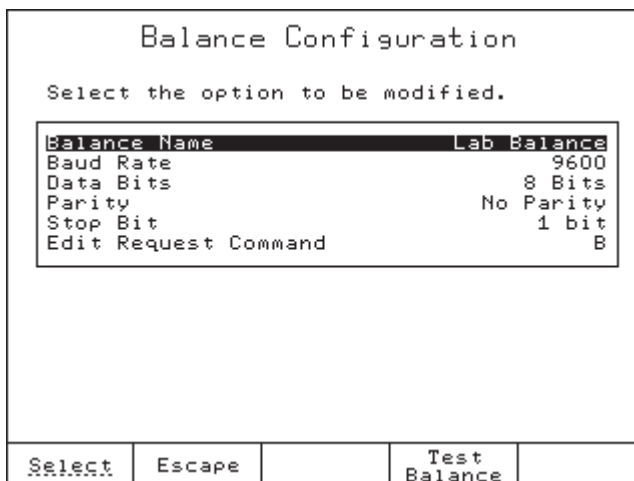 Balance Configuration
Select the option to be modified.
Balance Name Lab Balance
Baud Rate 9600
Data Bits 8 Bits
Parity No Parity
Stop Bit 1 bit
Edit Request Command B
Select Escape Test Balance